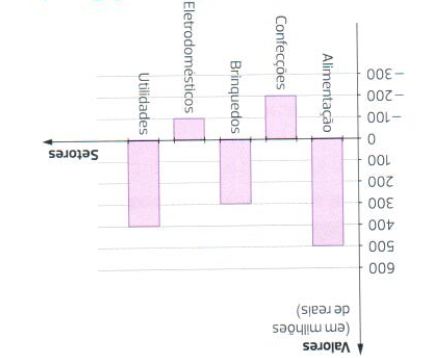 Valores
(em milhões
de reais)
600
500
400
300
200
100
0
–100
–200
–300
Alimentação
Confecções
Brinquedos
Eletrodomésticos
Utilidades
Setores